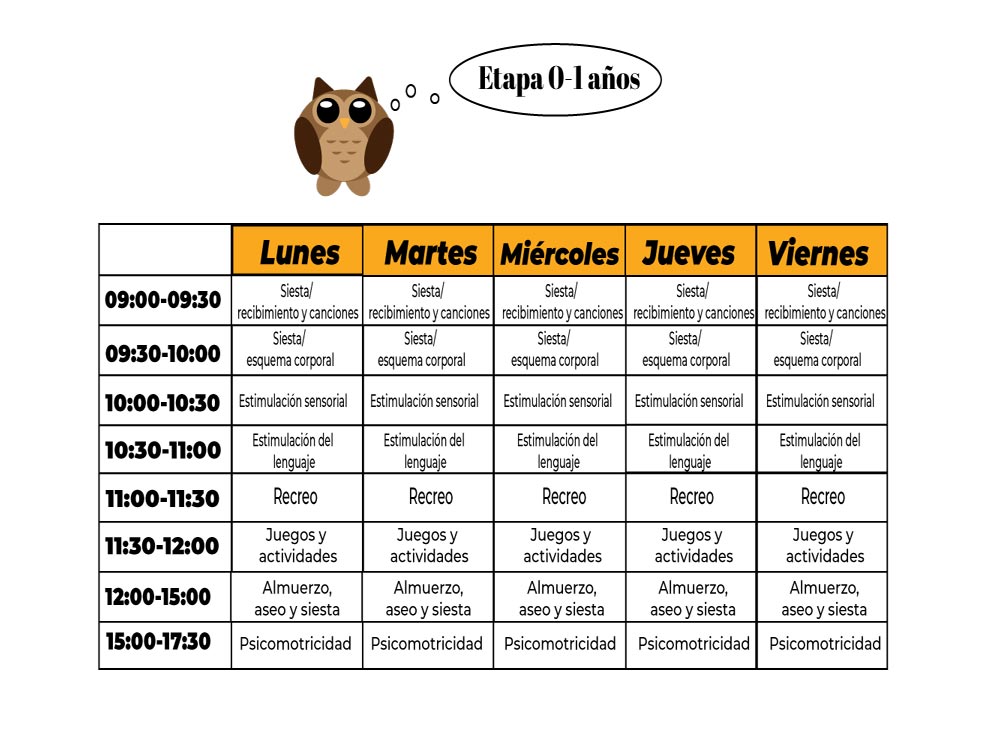 Etapa 0-1 años
Lunes Martes Miércoles Jueves Viernes
09:00-09:30
Siesta/ Siesta/ Siesta/ Siesta/ Siesta/
recibimiento y canciones recibimiento y canciones recibimiento y canciones recibimiento y canciones recibimiento y canciones
09:30-10:00
Siesta/ Siesta/ Siesta/ Siesta/ Siesta/
esquema corporal esquema corporal esquema corporal esquema corporal esquema corporal
10:00-10:30 Estimulación sensorial Estimulación sensorial Estimulación sensorial Estimulación sensorial Estimulación sensorial
10:30-11:00
Estimulación del Estimulación del Estimulación del Estimulación del Estimulación del
lenguaje lenguaje lenguaje lenguaje lenguaje
11:00-11:30 Recreo Recreo Recreo Recreo Recreo
11:30-12:00
Juegos y Juegos y Juegos y Juegos y Juegos y
actividades actividades actividades actividades actividades
12:00-15:00
Almuerzo, Almuerzo, Almuerzo, Almuerzo, Almuerzo,
aseo y siesta aseo y siesta aseo y siesta aseo y siesta aseo y siesta
15:00-17:30 Psicomotricidad Psicomotricidad Psicomotricidad Psicomotricidad Psicomotricidad